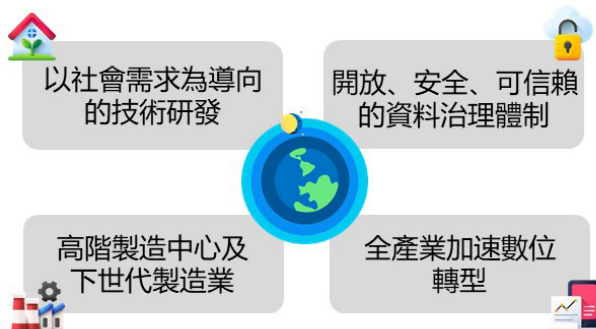 以社會需求為導向
的技術研發
開放、安全、可信賴
的資料治理體制
高階製造中心及
下世代製造業
全產業加速數位
轉型